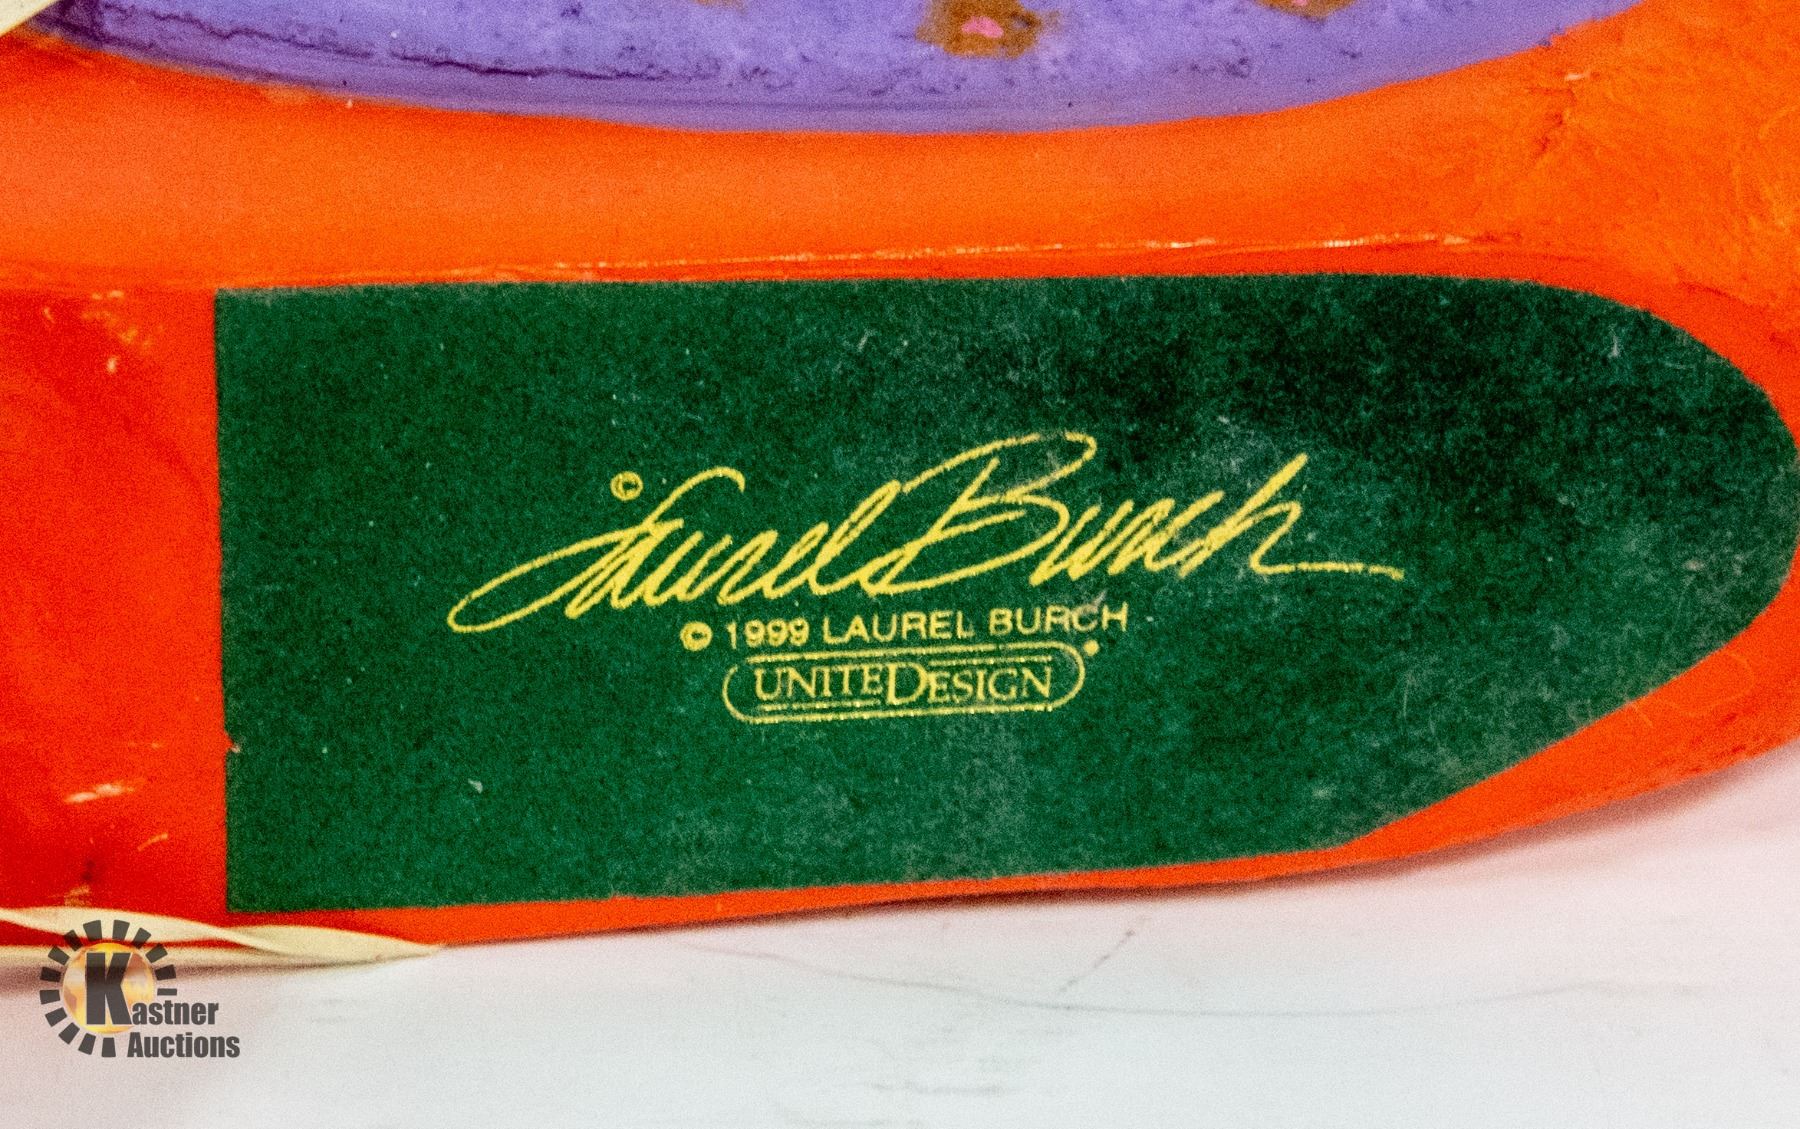 © Laurel Burch
© 1999 LAUREL BURCH
UNITEDESIGN
Kastner
Auctions